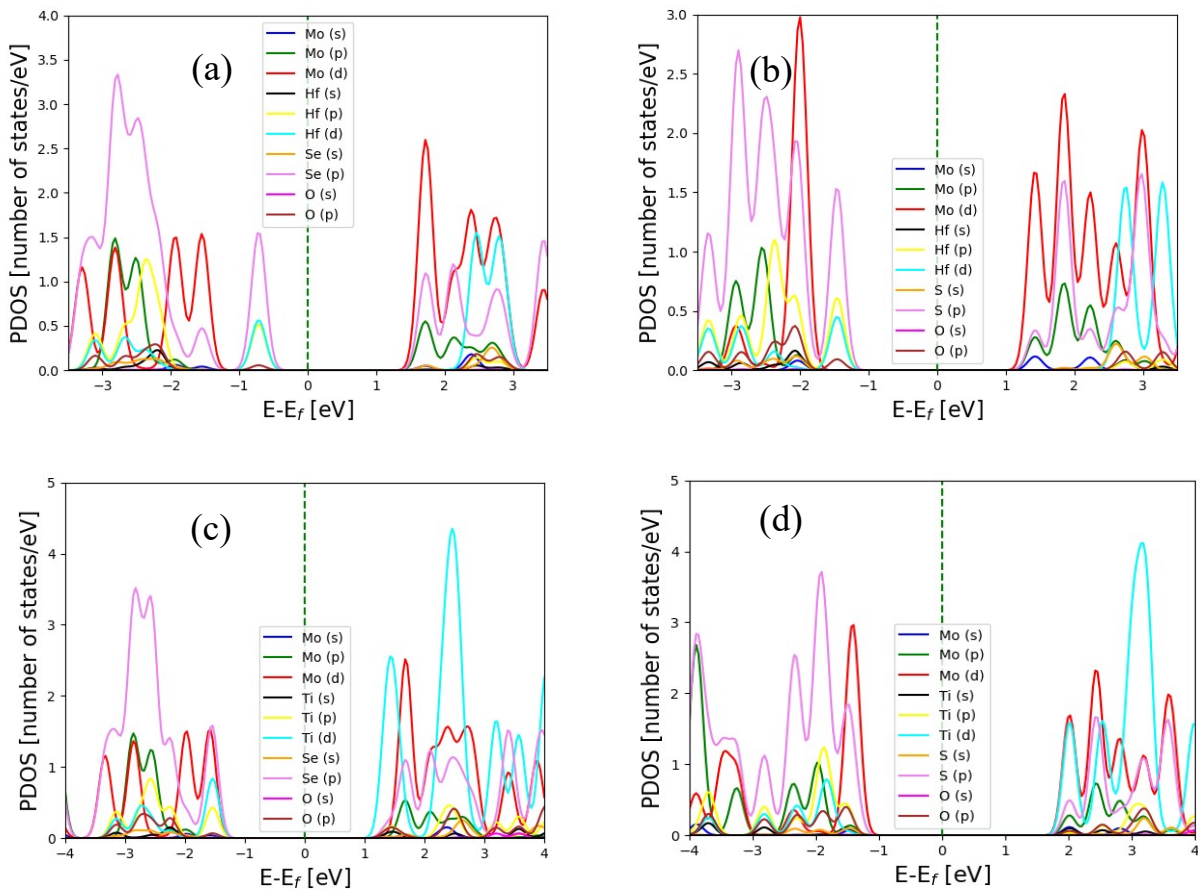 (a)
PDOS [number of states/eV]
4.0
3.5
3.0
2.5
2.0
1.5
1.0
0.5
0.0
Mo (s)
Mo (p)
Mo (d)
Hf (s)
Hf (p)
Hf (d)
Se (s)
Se (p)
O (s)
O (p)
−3 −2 −1 0 1 2 3
E-E_f [eV]
(b)
PDOS [number of states/eV]
3.0
2.5
2.0
1.5
1.0
0.5
0.0
Mo (s)
Mo (p)
Mo (d)
Hf (s)
Hf (p)
Hf (d)
S (s)
S (p)
O (s)
O (p)
−3 −2 −1 0 1 2 3
E-E_f [eV]
(c)
PDOS [number of states/eV]
5
4
3
2
1
0
Mo (s)
Mo (p)
Mo (d)
Ti (s)
Ti (p)
Ti (d)
Se (s)
Se (p)
O (s)
O (p)
−4 −3 −2 −1 0 1 2 3 4
E-E_f [eV]
(d)
PDOS [number of states/eV]
5
4
3
2
1
0
Mo (s)
Mo (p)
Mo (d)
Ti (s)
Ti (p)
Ti (d)
S (s)
S (p)
O (s)
O (p)
−4 −3 −2 −1 0 1 2 3 4
E-E_f [eV]